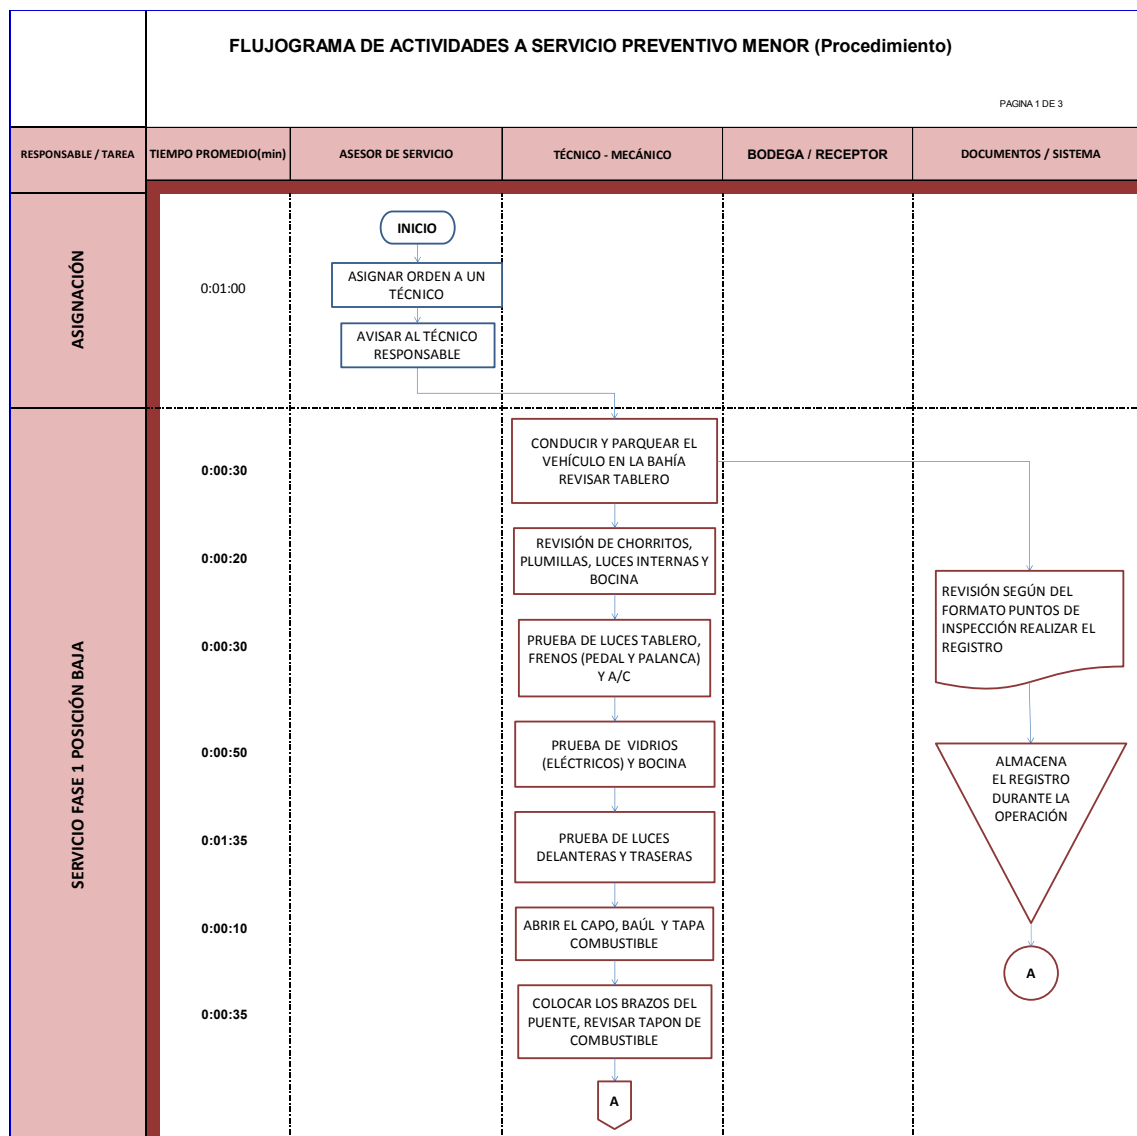 FLUJOGRAMA DE ACTIVIDADES A SERVICIO PREVENTIVO MENOR (Procedimiento)
PAGINA 1 DE 3
RESPONSABLE / TAREA
TIEMPO PROMEDIO(min)
ASESOR DE SERVICIO
TÉCNICO - MECÁNICO
BODEGA / RECEPTOR
DOCUMENTOS / SISTEMA
ASIGNACIÓN
INICIO
0:01:00
ASIGNAR ORDEN A UN
TÉCNICO
AVISAR AL TÉCNICO
RESPONSABLE
SERVICIO FASE 1 POSICIÓN BAJA
0:00:30
CONDUCIR Y PARQUEAR EL
VEHÍCULO EN LA BAHÍA
REVISAR TABLERO
0:00:20
REVISIÓN DE CHORRITOS,
PLUMILLAS, LUCES INTERNAS Y
BOCINA
REVISIÓN SEGÚN DEL
FORMATO PUNTOS DE
INSPECCIÓN REALIZAR EL
REGISTRO
0:00:30
PRUEBA DE LUCES TABLERO,
FRENOS (PEDAL Y PALANCA)
Y A/C
0:00:50
PRUEBA DE  VIDRIOS
(ELÉCTRICOS) Y BOCINA
ALMACENA
EL REGISTRO
DURANTE LA
OPERACIÓN
0:01:35
PRUEBA DE LUCES
DELANTERAS Y TRASERAS
0:00:10
ABRIR EL CAPO, BAÚL  Y TAPA
COMBUSTIBLE
A
0:00:35
COLOCAR LOS BRAZOS DEL
PUENTE, REVISAR TAPON DE
COMBUSTIBLE
A